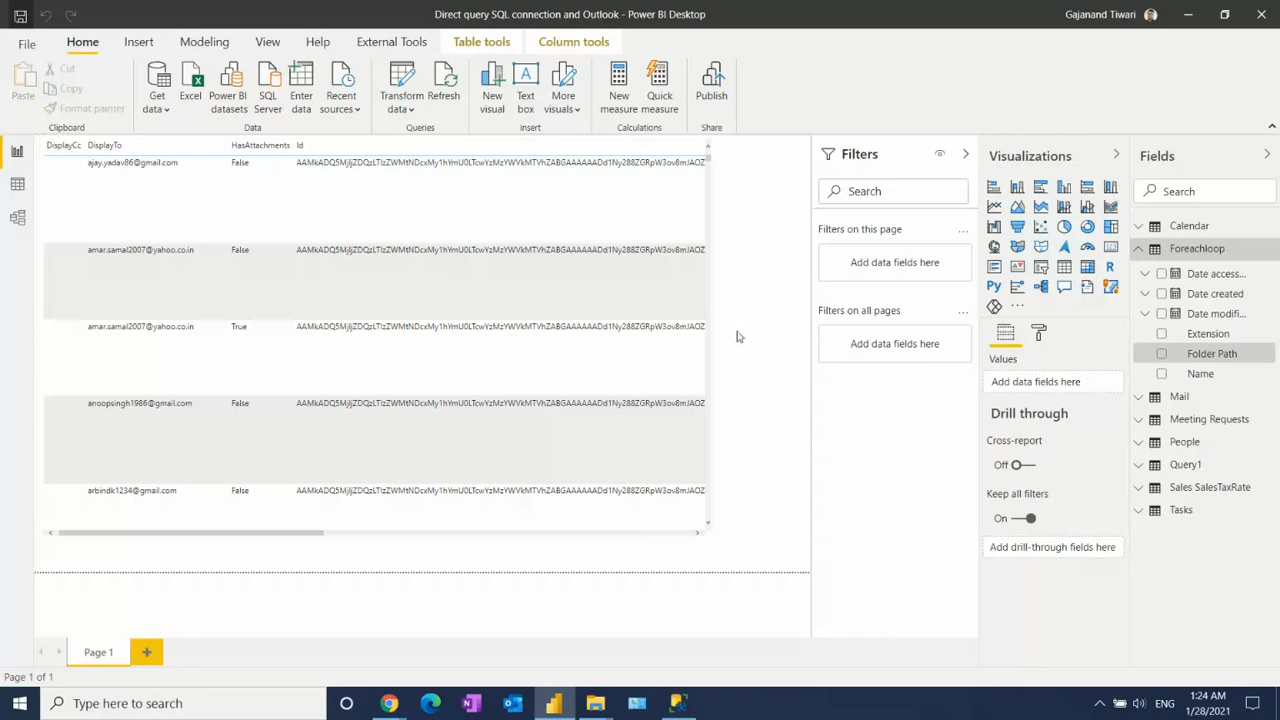 Direct query SQL connection and Outlook - Power BI Desktop
Gajanand Tiwari
File
Home
Insert
Modeling
View
Help
External Tools
Table tools
Column tools
Paste
Cut
Copy
Format painter
Clipboard
Get data
Excel
Power BI datasets
SQL Server
Enter data
Recent sources
Data
Transform data
Refresh
Queries
New visual
Text box
More visuals
Insert
New measure
Quick measure
Calculations
Publish
Share
DisplayCc DisplayTo HasAttachments Id
ajay.yadav86@gmail.com False
amar.samal2007@yahoo.co.in False
amar.samal2007@yahoo.co.in True
anoopsingh1986@gmail.com False
arbindk1234@gmail.com False
Filters
Search
Filters on this page ...
Add data fields here
Filters on all pages ...
Add data fields here
Visualizations
R
Py
...
Values
Add data fields here
Drill through
Cross-report
Off
Keep all filters
On
Add drill-through fields here
Fields
Search
Calendar
Foreachloop
Date access...
Date created
Date modifi...
Extension
Folder Path
Name
Mail
Meeting Requests
People
Query1
Sales SalesTaxRate
Tasks
Page 1
Page 1 of 1
Type here to search
ENG
1:24 AM
1/28/2021